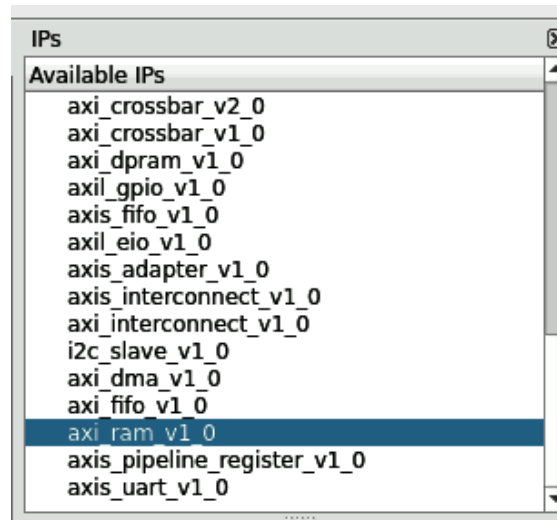 IPs
Available IPs
axi_crossbar_v2_0
axi_crossbar_v1_0
axi_dpram_v1_0
axil_gpio_v1_0
axis_fifo_v1_0
axil_eio_v1_0
axis_adapter_v1_0
axis_interconnect_v1_0
axi_interconnect_v1_0
i2c_slave_v1_0
axi_dma_v1_0
axi_fifo_v1_0
axi_ram_v1_0
axis_pipeline_register_v1_0
axis_uart_v1_0